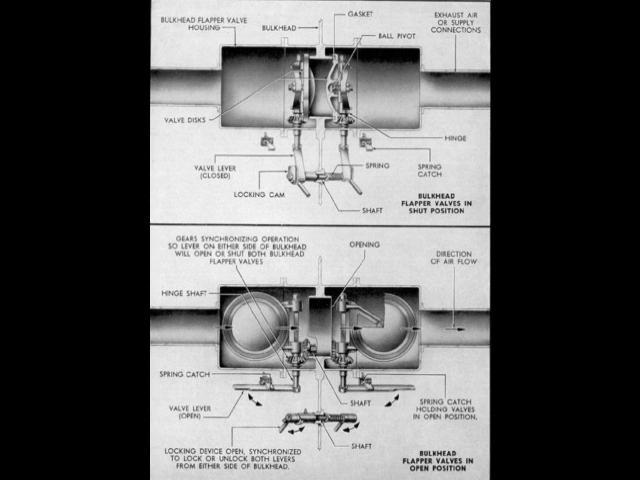 BULKHEAD FLAPPER VALVE
HOUSING
BULKHEAD
GASKET
BALL PIVOT
EXHAUST AIR
OR SUPPLY
CONNECTIONS
VALVE DISKS
HINGE
VALVE LEVER
(CLOSED)
LOCKING CAM
SPRING
SPRING
CATCH
SHAFT
BULKHEAD
FLAPPER VALVES IN
SHUT POSITION
GEARS SYNCHRONIZING OPERATION
SO LEVER ON EITHER SIDE OF BULKHEAD
WILL OPEN OR SHUT BOTH BULKHEAD
FLAPPER VALVES
OPENING
DIRECTION
OF AIR FLOW
HINGE SHAFT
SPRING CATCH
VALVE LEVER
(OPEN)
SHAFT
SPRING CATCH
HOLDING VALVES
IN OPEN POSITION.
LOCKING DEVICE OPEN, SYNCHRONIZED
TO LOCK OR UNLOCK BOTH LEVERS
FROM EITHER SIDE OF BULKHEAD.
SHAFT
BULKHEAD
FLAPPER VALVES IN
OPEN POSITION